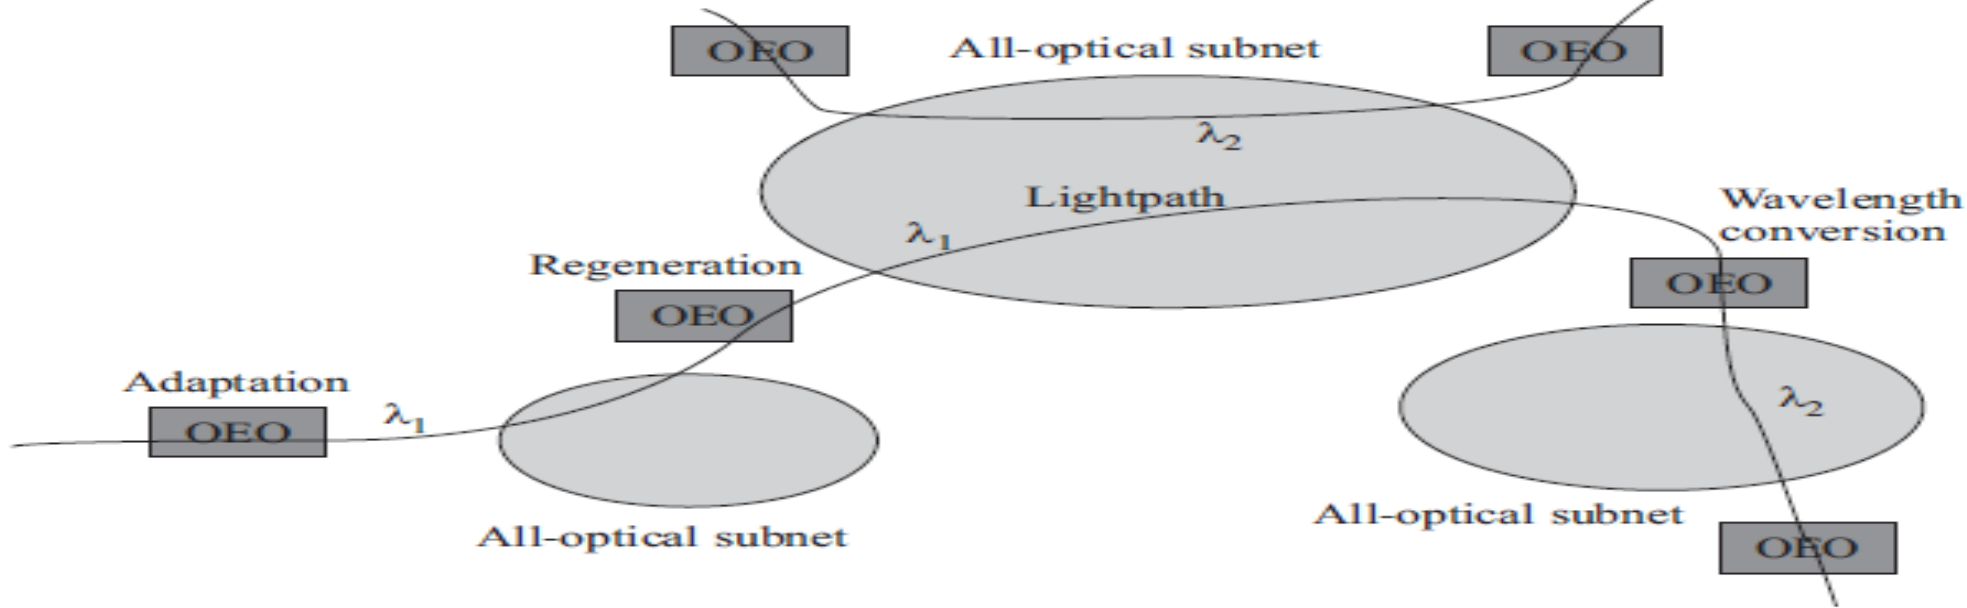 OEO
All-optical subnet
OEO
λ2
Lightpath
λ1
Wavelength
conversion
OEO
Regeneration
OEO
Adaptation
OEO
λ1
λ2
All-optical subnet
All-optical subnet
OEO